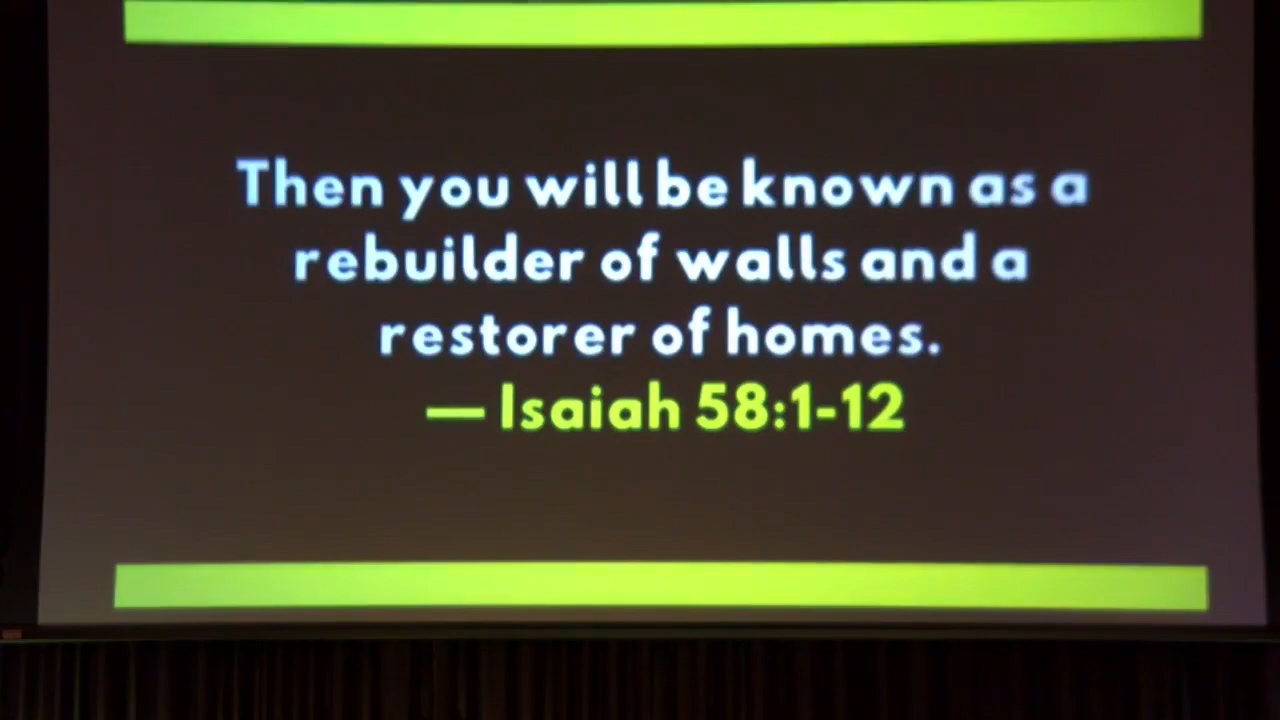 Then you will be known as a
rebuilder of walls and a
restorer of homes.
— Isaiah 58:1-12